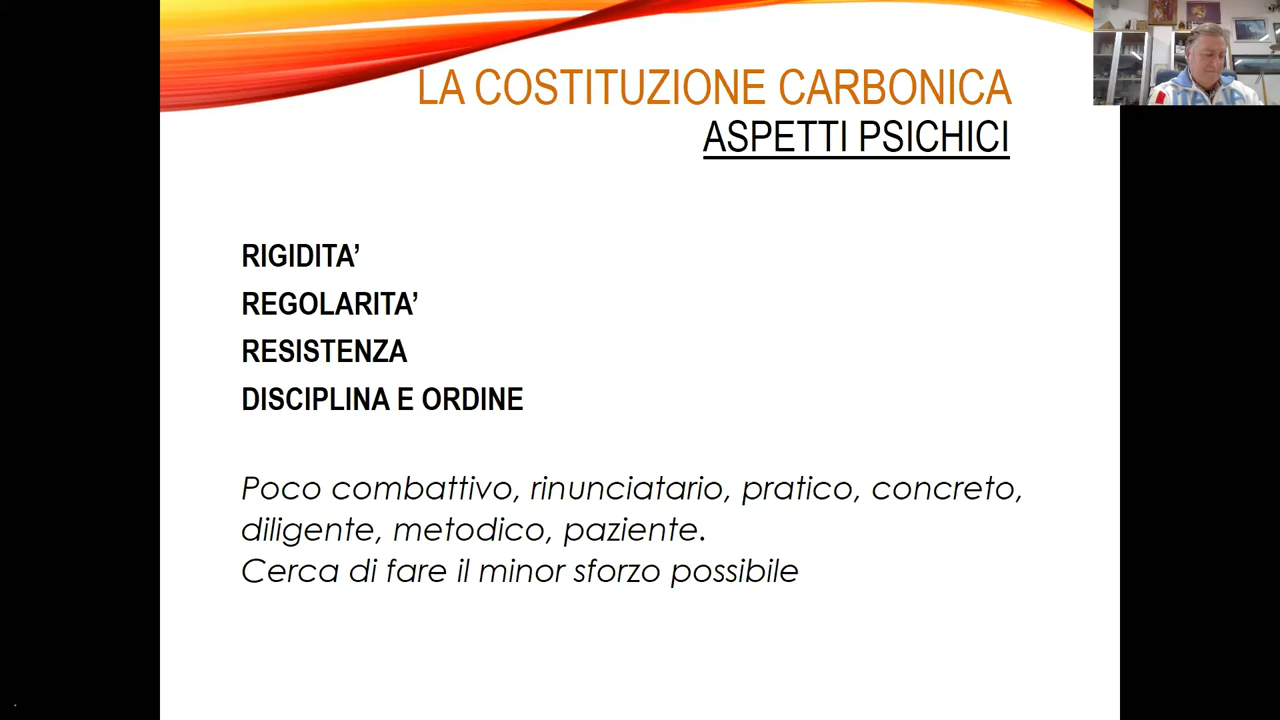 LA COSTITUZIONE CARBONICA
ASPETTI PSICHICI
RIGIDITA’
REGOLARITA’
RESISTENZA
DISCIPLINA E ORDINE
Poco combattivo, rinunciatario, pratico, concreto,
diligente, metodico, paziente.
Cerca di fare il minor sforzo possibile
ITALIA